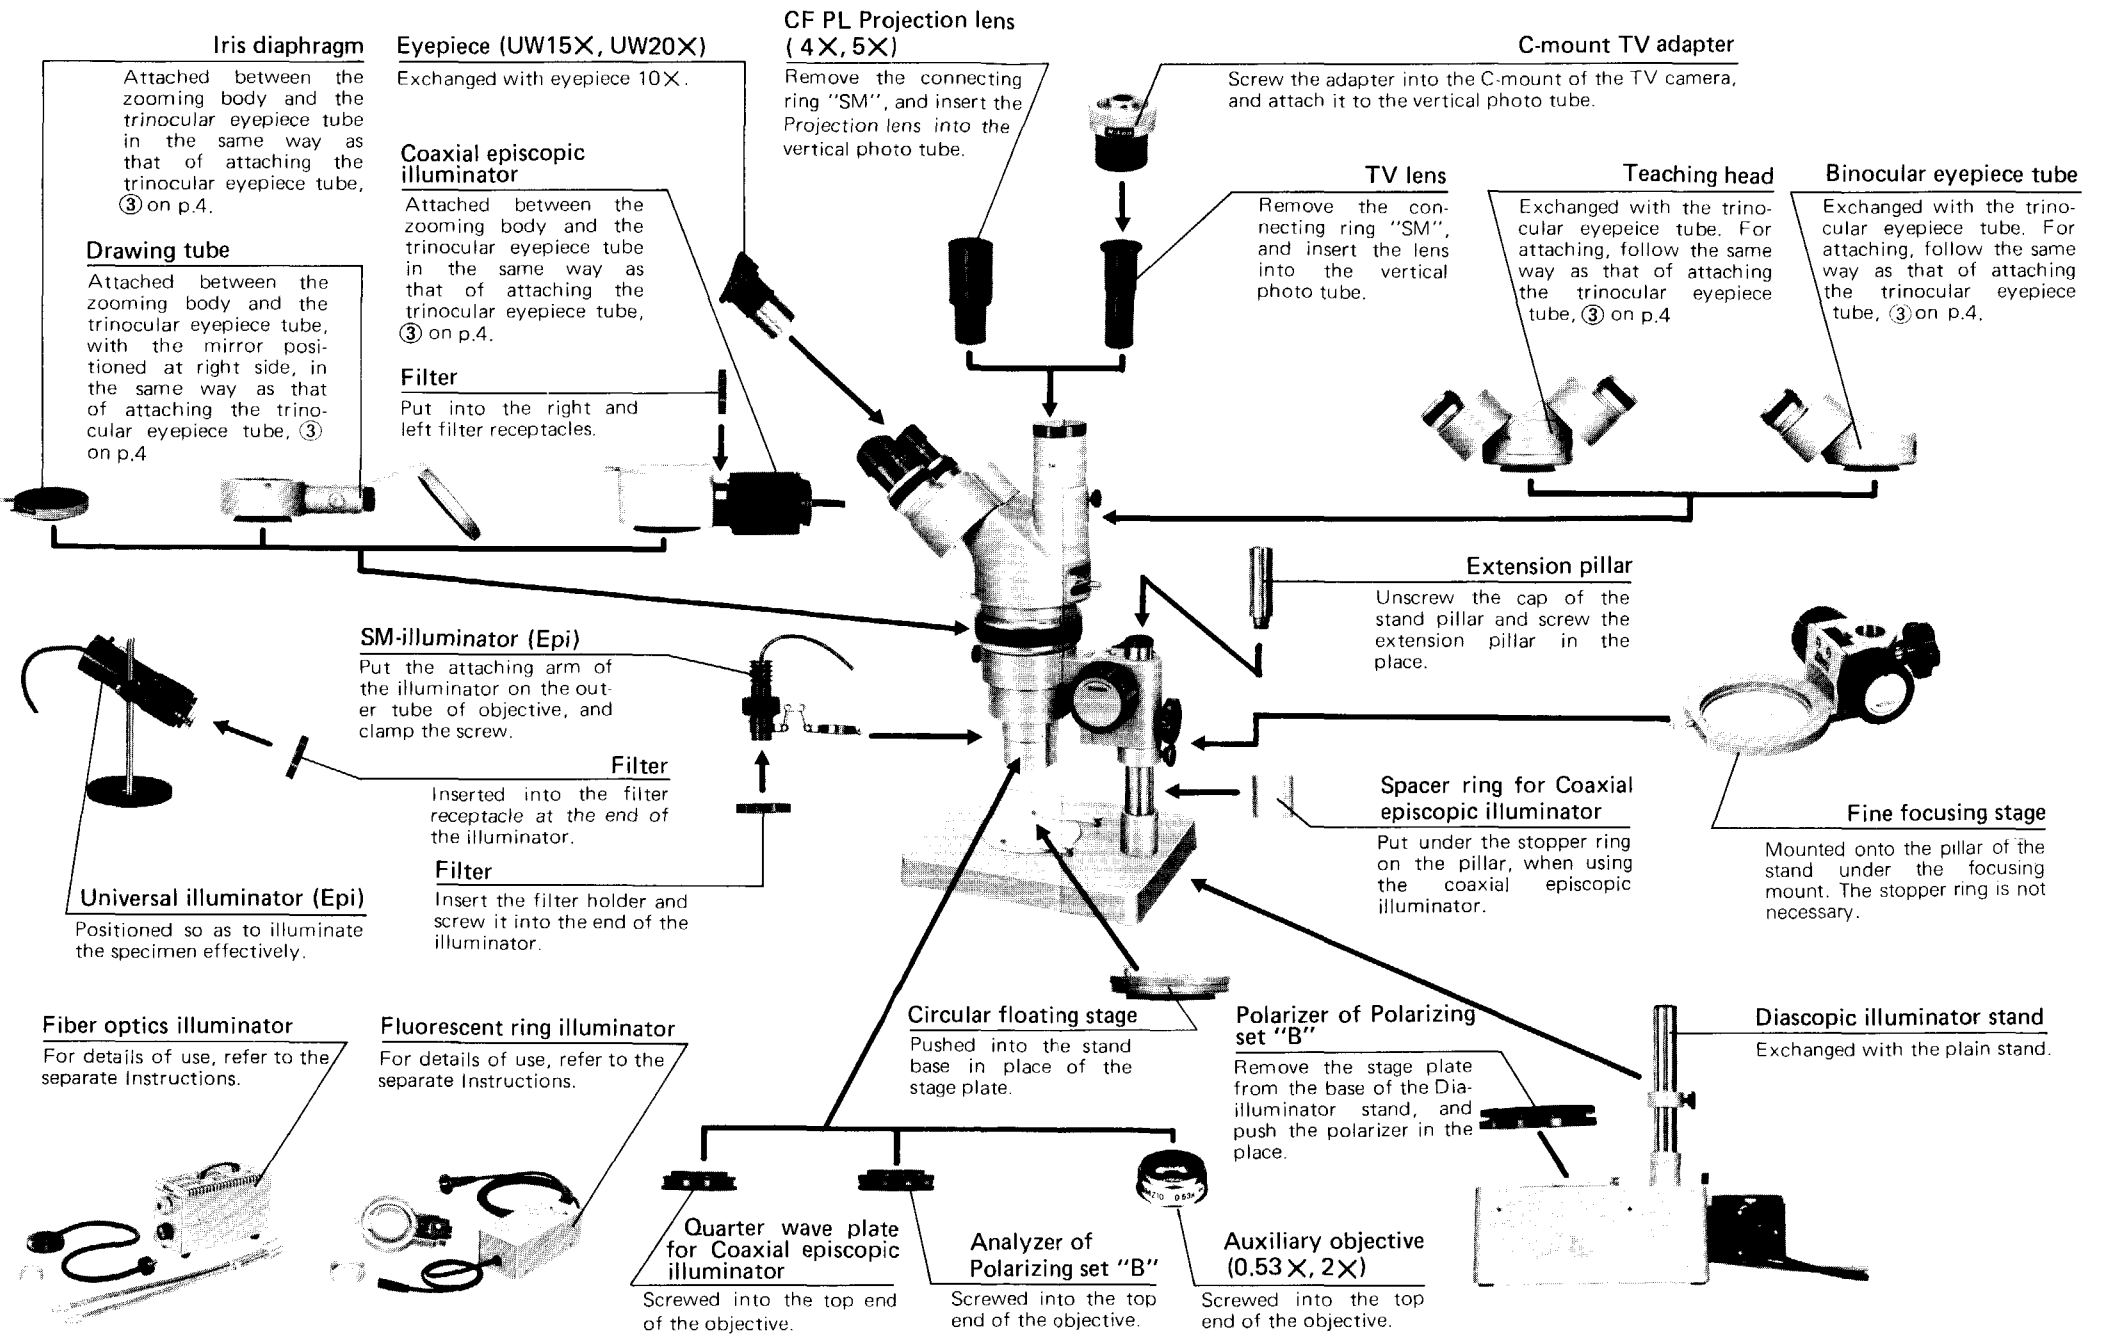 Iris diaphragm
Attached between the
zooming body and the
trinocular eyepiece tube
in the same way as
that of attaching the
trinocular eyepiece tube,
③ on p.4.
Drawing tube
Attached between the
zooming body and the
trinocular eyepiece tube,
with the mirror posi-
tioned at right side, in
the same way as that
of attaching the trino-
cular eyepiece tube, ③
on p.4
Eyepiece (UW15X, UW20X)
Exchanged with eyepiece 10X.
Coaxial episcopic
illuminator
Attached between the
zooming body and the
trinocular eyepiece tube
in the same way as
that of attaching the
trinocular eyepiece tube,
③ on p.4.
Filter
Put into the right and
left filter receptacles.
CF PL Projection lens
(4X, 5X)
Remove the connecting
ring "SM", and insert the
Projection lens into the
vertical photo tube.
C-mount TV adapter
Screw the adapter into the C-mount of the TV camera,
and attach it to the vertical photo tube.
TV lens
Remove the con-
necting ring "SM",
and insert the lens
into the vertical
photo tube.
Teaching head
Exchanged with the trino-
cular eyepeice tube. For
attaching, follow the same
way as that of attaching
the trinocular eyepiece
tube, ③ on p.4
Binocular eyepiece tube
Exchanged with the trino-
cular eyepiece tube. For
attaching, follow the same
way as that of attaching
the trinocular eyepiece
tube, ③ on p.4.
Extension pillar
Unscrew the cap of the
stand pillar and screw the
extension pillar in the
place.
SM-illuminator (Epi)
Put the attaching arm of
the illuminator on the out-
er tube of objective, and
clamp the screw.
Filter
Inserted into the filter
receptacle at the end of
the illuminator.
Filter
Insert the filter holder and
screw it into the end of the
illuminator.
Universal illuminator (Epi)
Positioned so as to illuminate
the specimen effectively.
Spacer ring for Coaxial
episcopic illuminator
Put under the stopper ring
on the pillar, when using
the coaxial episcopic
illuminator.
Fine focusing stage
Mounted onto the pillar of the
stand under the focusing
mount. The stopper ring is not
necessary.
Fiber optics illuminator
For details of use, refer to the
separate Instructions.
Fluorescent ring illuminator
For details of use, refer to the
separate Instructions.
Circular floating stage
Pushed into the stand
base in place of the
stage plate.
Polarizer of Polarizing
set "B"
Remove the stage plate
from the base of the Dia-
illuminator stand, and
push the polarizer in the
place.
Diascopic illuminator stand
Exchanged with the plain stand.
Quarter wave plate
for Coaxial episcopic
illuminator
Screwed into the top end
of the objective.
Analyzer of
Polarizing set "B"
Screwed into the top
end of the objective.
Auxiliary objective
(0.53X, 2X)
Screwed into the top
end of the objective.